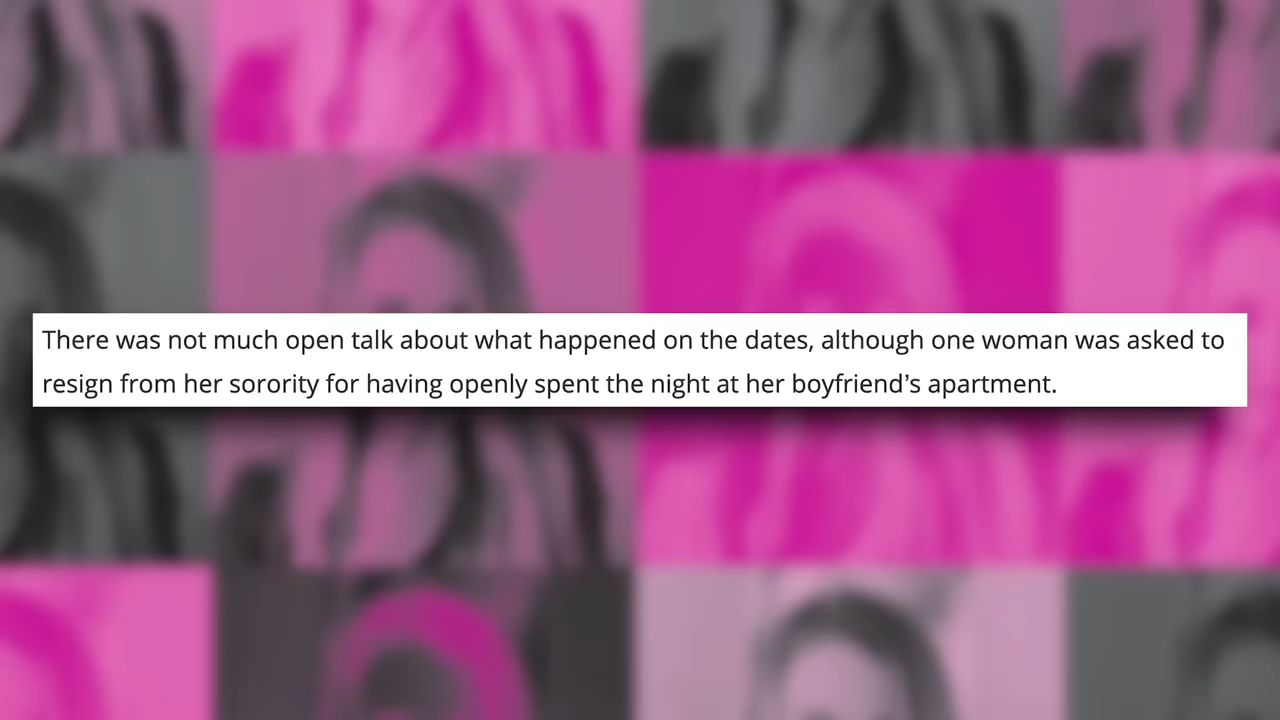 There was not much open talk about what happened on the dates, although one woman was asked to
resign from her sorority for having openly spent the night at her boyfriend’s apartment.